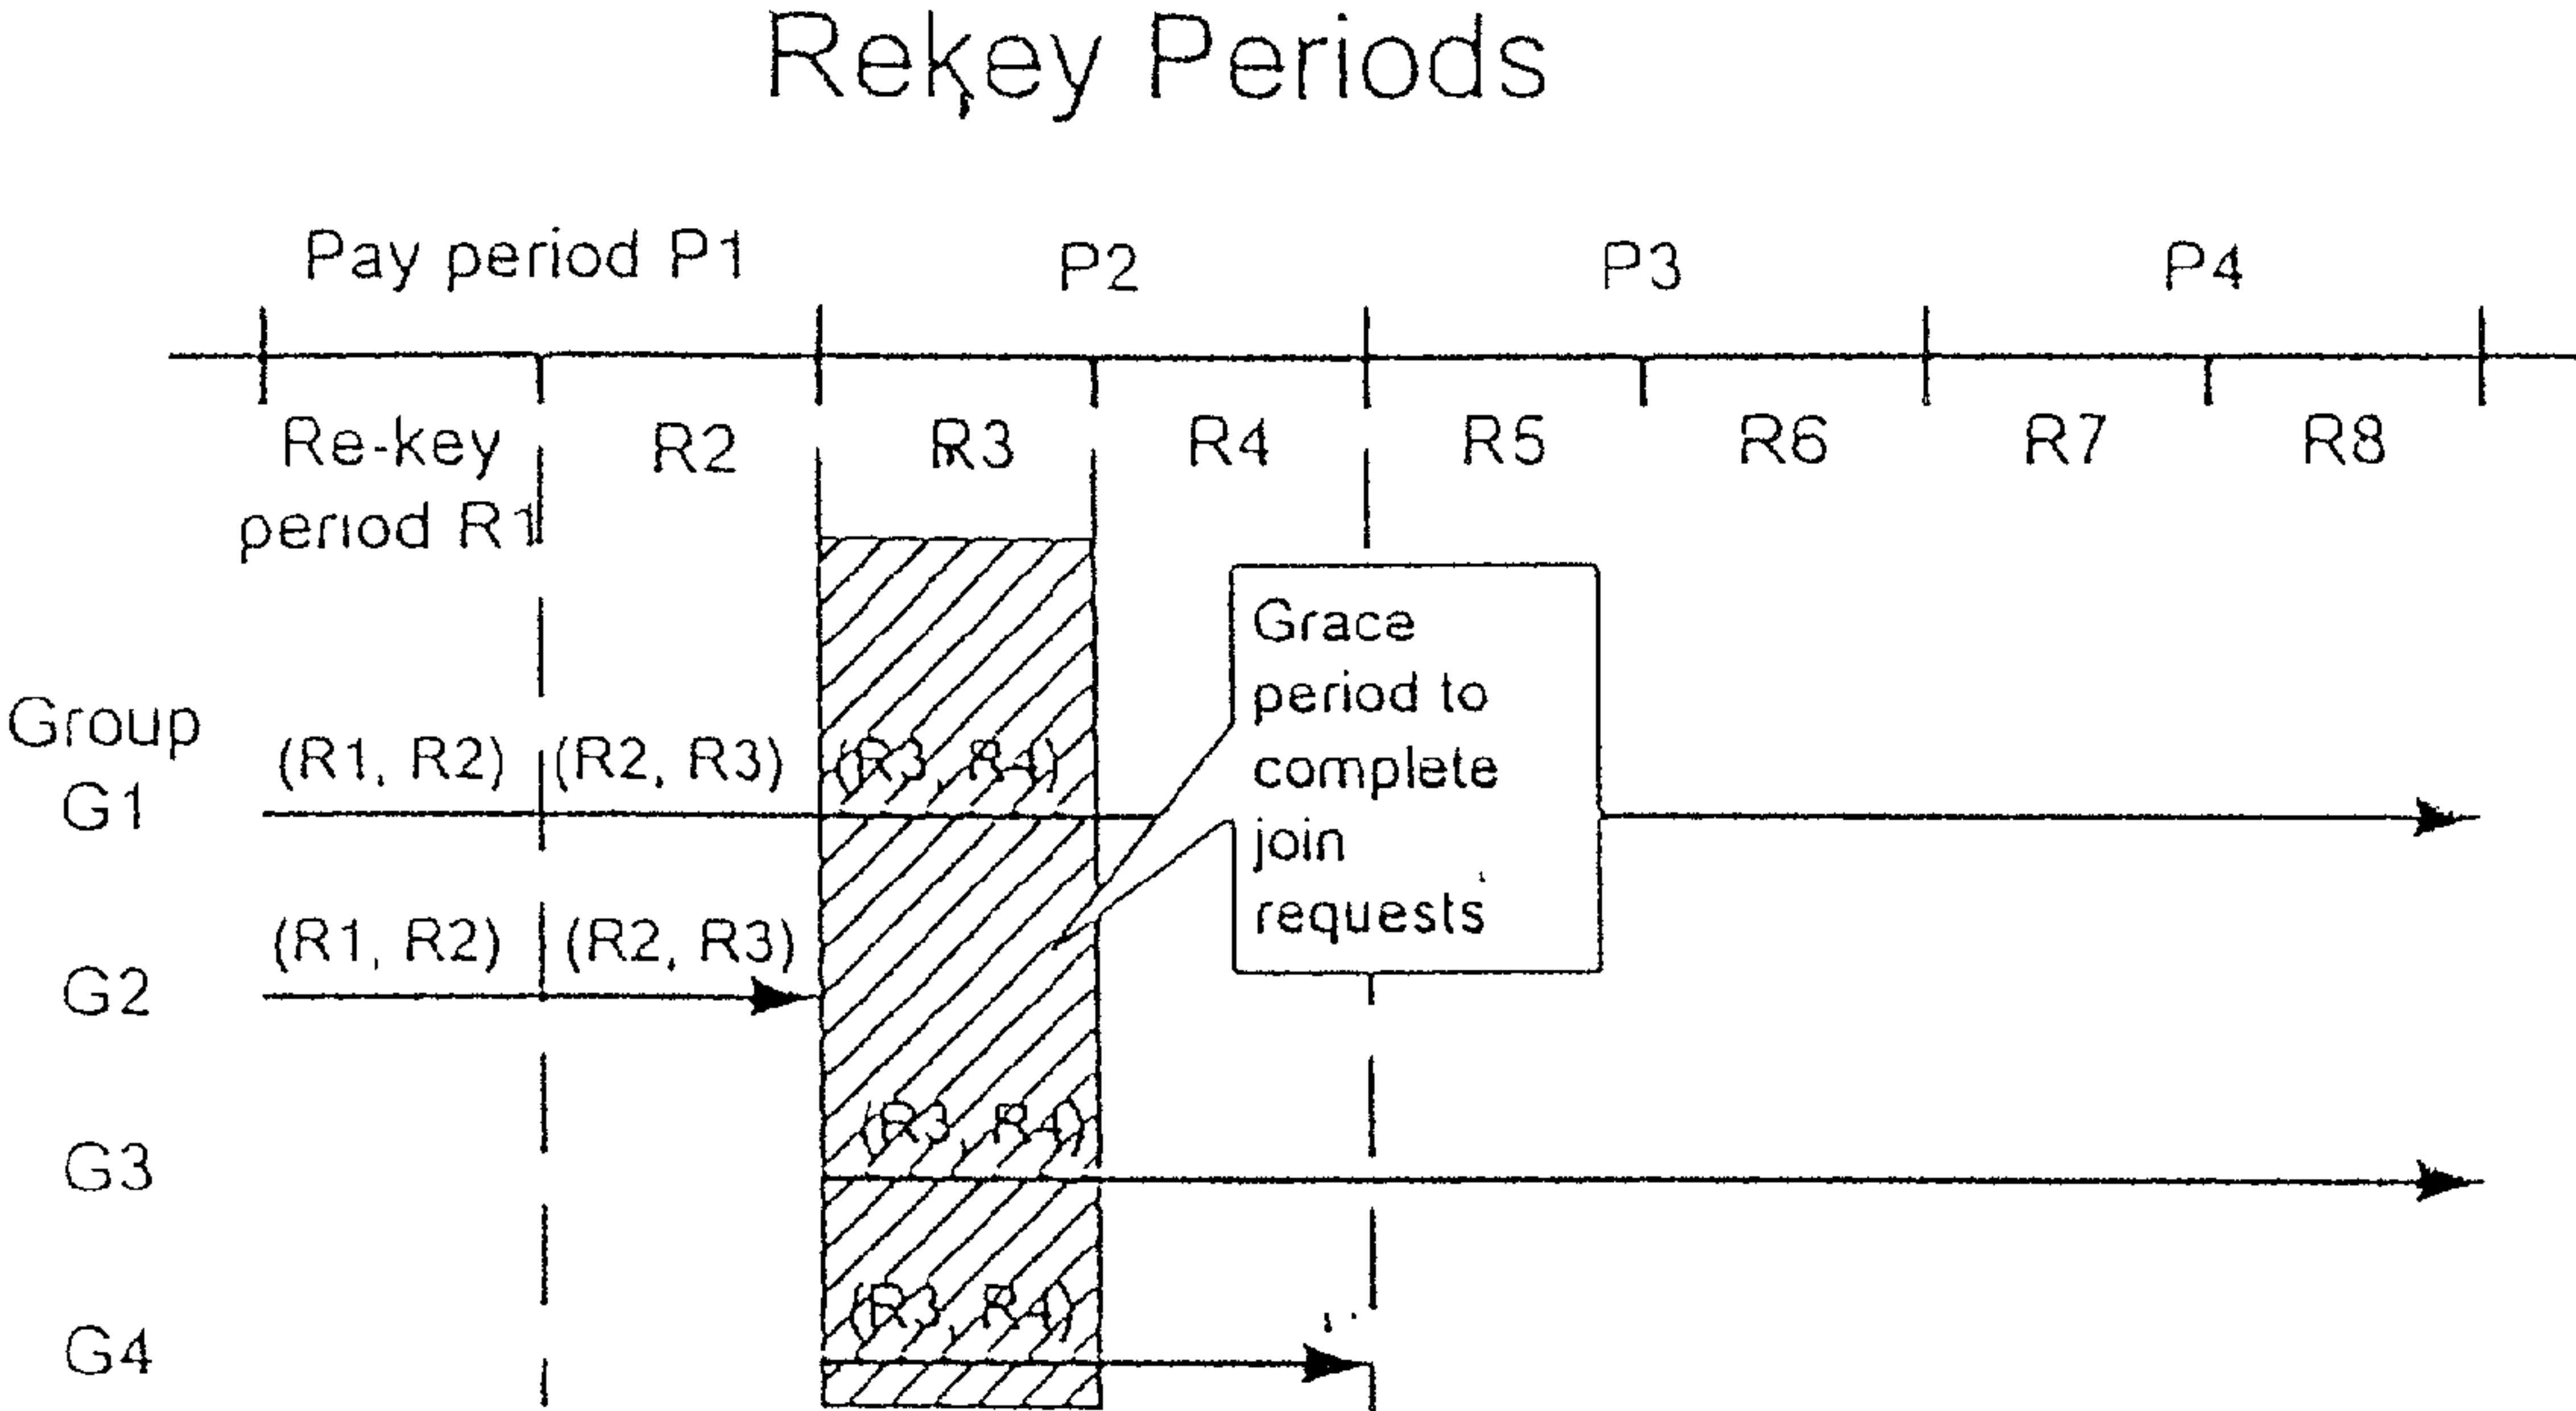 Rekey Periods
Pay period P1 P2 P3 P4
Re-key period R1 R2 R3 R4 R5 R6 R7 R8
Grace
period to
complete
join
requests
Group
G1 (R1, R2) (R2, R3) (R3, R4)
G2 (R1, R2) (R2, R3)
G3 (R3, R4)
G4 (R3, R4)